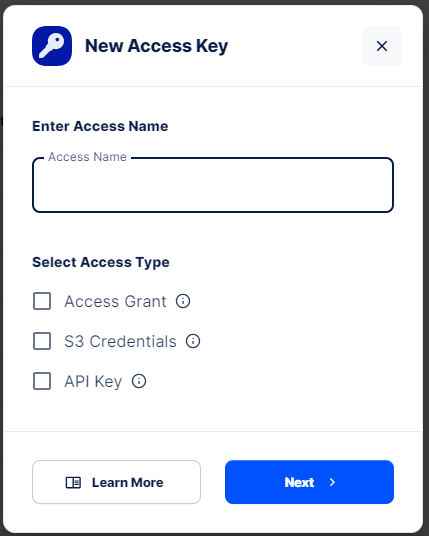 New Access Key
Enter Access Name
Access Name
Select Access Type
Access Grant
S3 Credentials
API Key
Learn More
Next